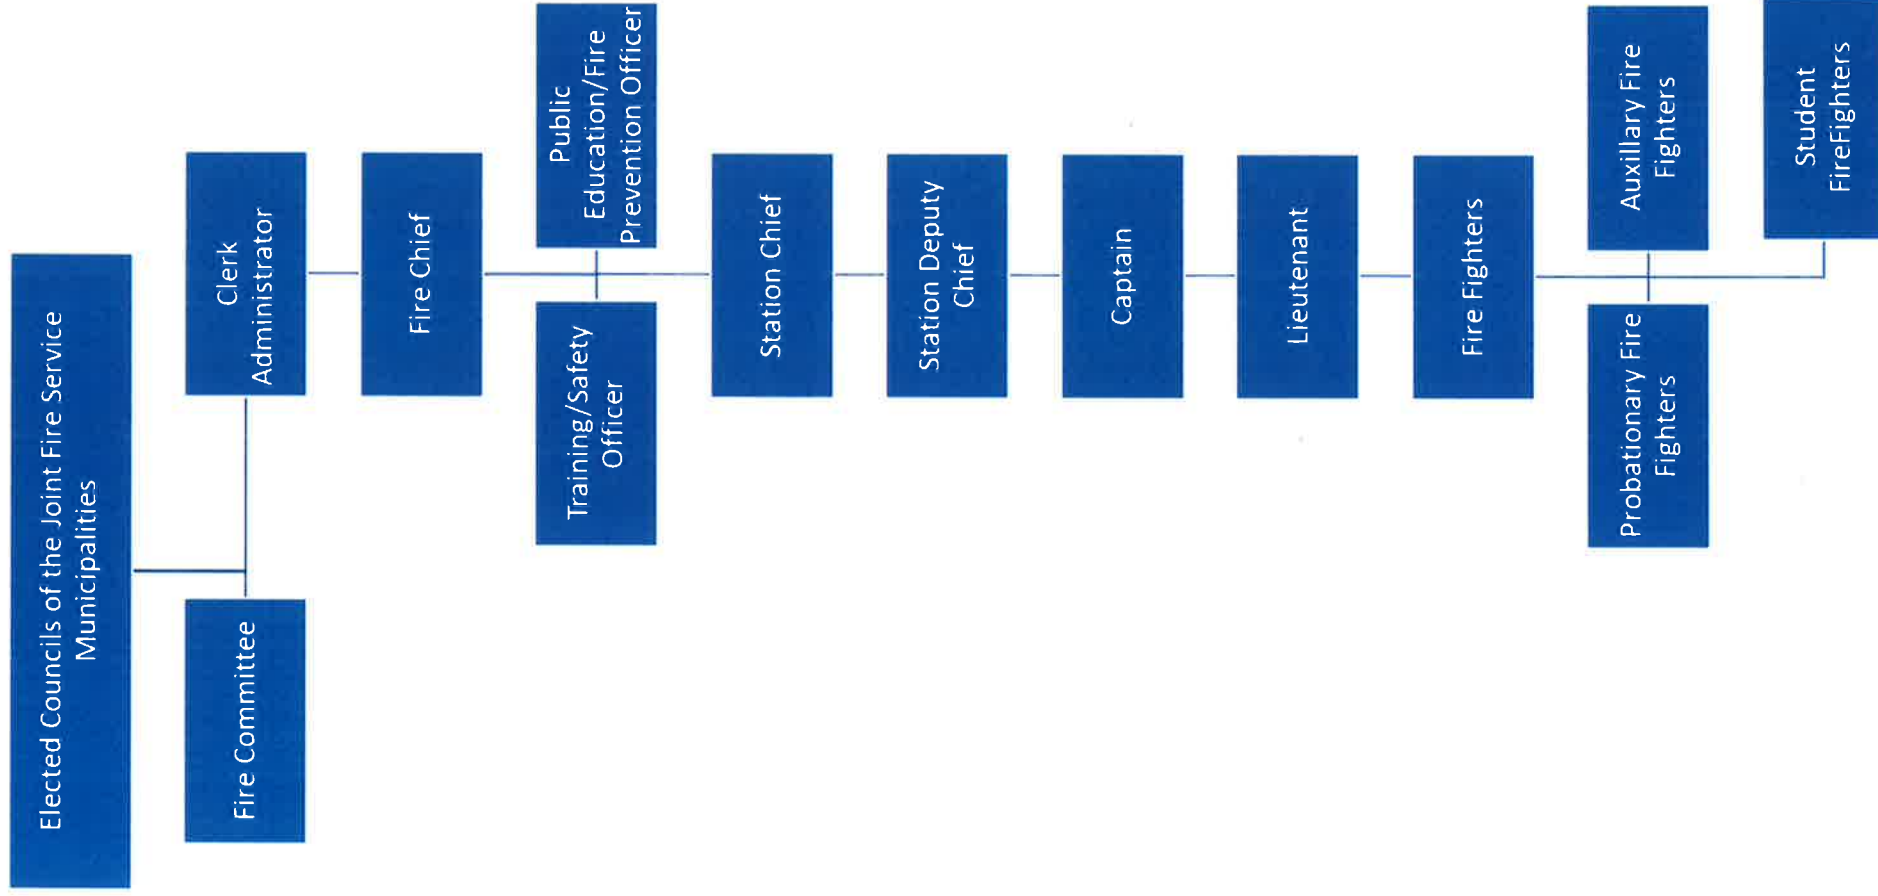 Elected Councils of the Joint Fire Service
Municipalities
Fire Committee
Clerk
Administrator
Fire Chief
Training/Safety
Officer
Public
Education/Fire
Prevention Officer
Station Chief
Station Deputy
Chief
Captain
Lieutenant
Fire Fighters
Probationary Fire
Fighters
Auxillary Fire
Fighters
Student
FireFighters